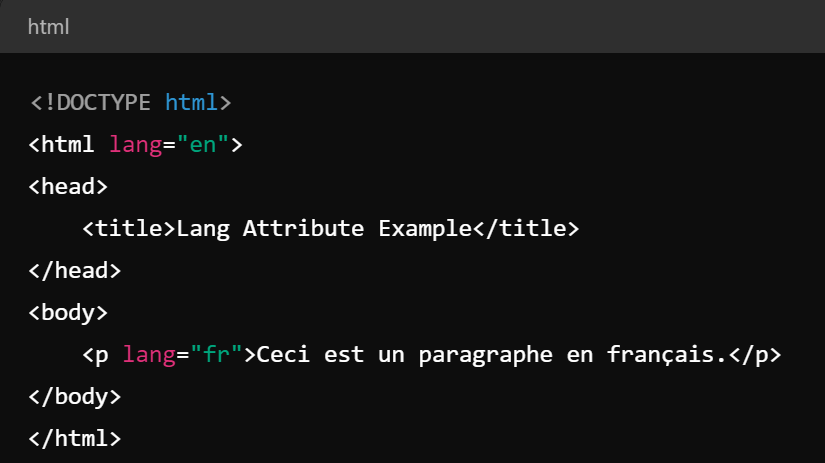 html
<!DOCTYPE html>
<html lang="en">
<head>
    <title>Lang Attribute Example</title>
</head>
<body>
    <p lang="fr">Ceci est un paragraphe en français.</p>
</body>
</html>